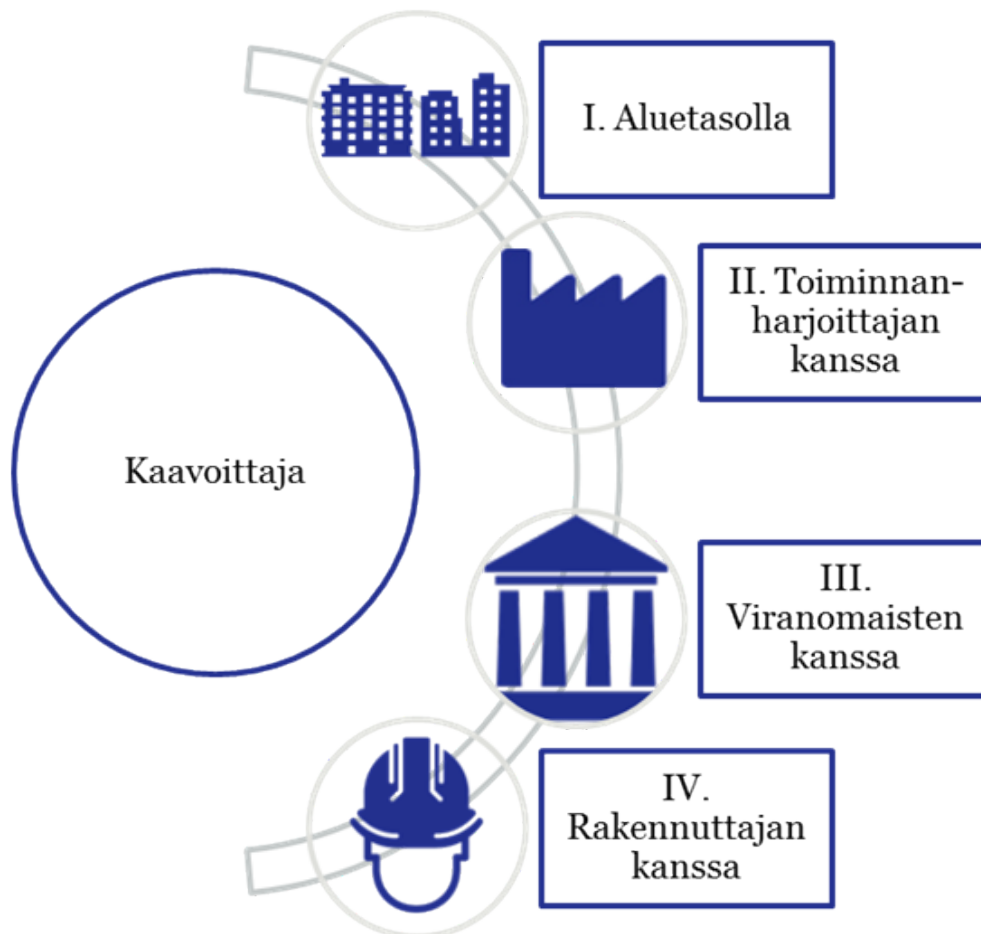 I. Aluetasolla
II. Toiminnan-
harjoittajan
kanssa
Kaavoittaja
III.
Viranomaisten
kanssa
IV.
Rakennuttajan
kanssa